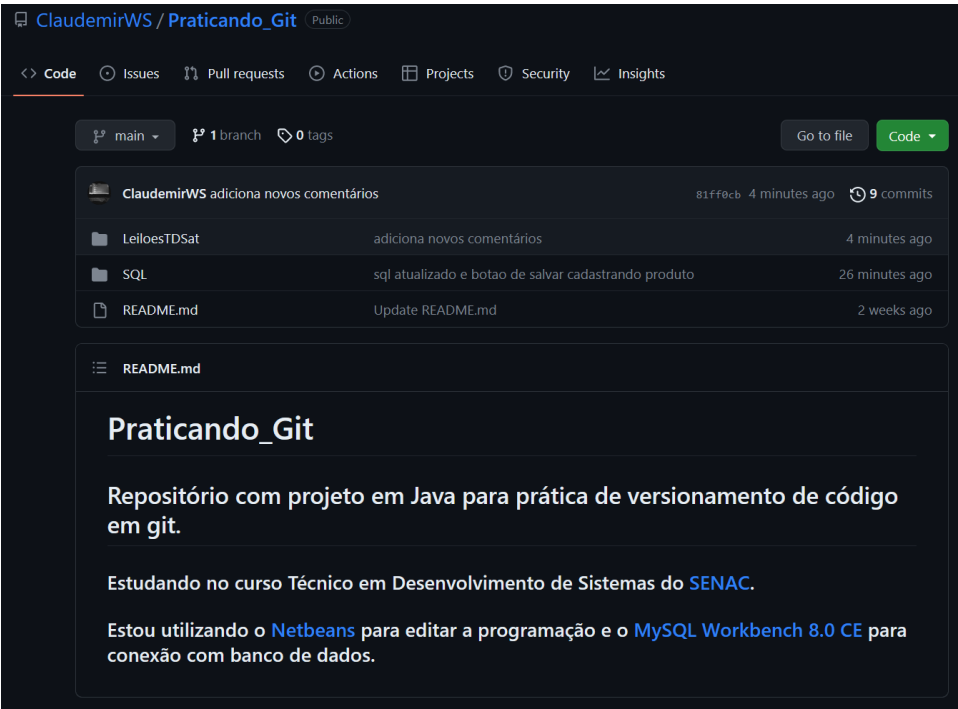 ClaudemirWS / Praticando_Git Public
Code Issues Pull requests Actions Projects Security Insights
main 1 branch 0 tags Go to file Code
ClaudemirWS adiciona novos comentários 81ff0cb 4 minutes ago 9 commits
LeiloesTDSat adiciona novos comentários 4 minutes ago
SQL sql atualizado e botao de salvar cadastrando produto 26 minutes ago
README.md Update README.md 2 weeks ago
README.md
Praticando_Git
Repositório com projeto em Java para prática de versionamento de código
em git.
Estudando no curso Técnico em Desenvolvimento de Sistemas do SENAC.
Estou utilizando o Netbeans para editar a programação e o MySQL Workbench 8.0 CE para
conexão com banco de dados.